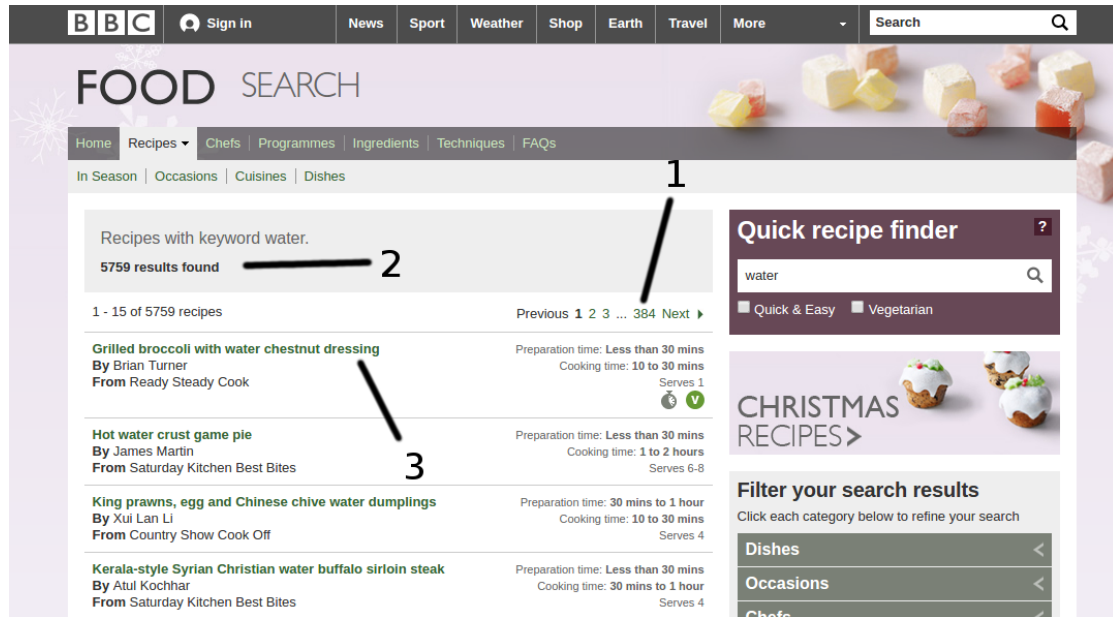 BBC Sign in News Sport Weather Shop Earth Travel More Search
FOOD SEARCH
Home Recipes Chefs Programmes Ingredients Techniques FAQs
In Season Occasions Cuisines Dishes
1
Recipes with keyword water.
5759 results found
2
1 - 15 of 5759 recipes
Previous 1 2 3 ... 384 Next
Grilled broccoli with water chestnut dressing
By Brian Turner
From Ready Steady Cook
Preparation time: Less than 30 mins
Cooking time: 10 to 30 mins
Serves 1
V
3
Hot water crust game pie
By James Martin
From Saturday Kitchen Best Bites
Preparation time: Less than 30 mins
Cooking time: 1 to 2 hours
Serves 6-8
King prawns, egg and Chinese chive water dumplings
By Xui Lan Li
From Country Show Cook Off
Preparation time: 30 mins to 1 hour
Cooking time: 10 to 30 mins
Serves 4
Kerala-style Syrian Christian water buffalo sirloin steak
By Atul Kochhar
From Saturday Kitchen Best Bites
Preparation time: Less than 30 mins
Cooking time: 30 mins to 1 hour
Serves 4
Quick recipe finder ?
water
Quick & Easy Vegetarian
CHRISTMAS
RECIPES>
Filter your search results
Click each category below to refine your search
Dishes <
Occasions <
Chefs